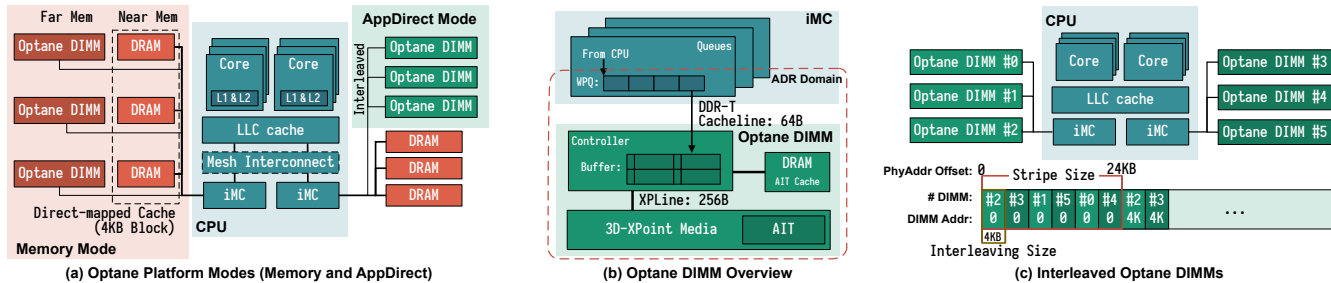 Far Mem
Near Mem
Optane DIMM
DRAM
Optane DIMM
DRAM
Optane DIMM
DRAM
Direct-mapped Cache
(4KB Block)
Memory Mode
Core
Core
L1 & L2
L1 & L2
LLC cache
Mesh Interconnect
iMC
iMC
CPU
AppDirect Mode
Interleaved
Optane DIMM
Optane DIMM
Optane DIMM
DRAM
DRAM
DRAM
(a) Optane Platform Modes (Memory and AppDirect)
iMC
From CPU
Queues
WPQ:
ADR Domain
DDR-T
Cacheline: 64B
Optane DIMM
Controller
Buffer:
DRAM
AIT Cache
XPLine: 256B
3D-XPoint Media
AIT
(b) Optane DIMM Overview
CPU
Optane DIMM #0
Optane DIMM #1
Optane DIMM #2
Core
Core
LLC cache
iMC
iMC
Optane DIMM #3
Optane DIMM #4
Optane DIMM #5
PhyAddr Offset: 0
24KB
Stripe Size
# DIMM: #2 #3 #1 #5 #0 #4 #2 #3
DIMM Addr: 0 0 0 0 0 0 4K 4K
...
4KB
Interleaving Size
(c) Interleaved Optane DIMMs